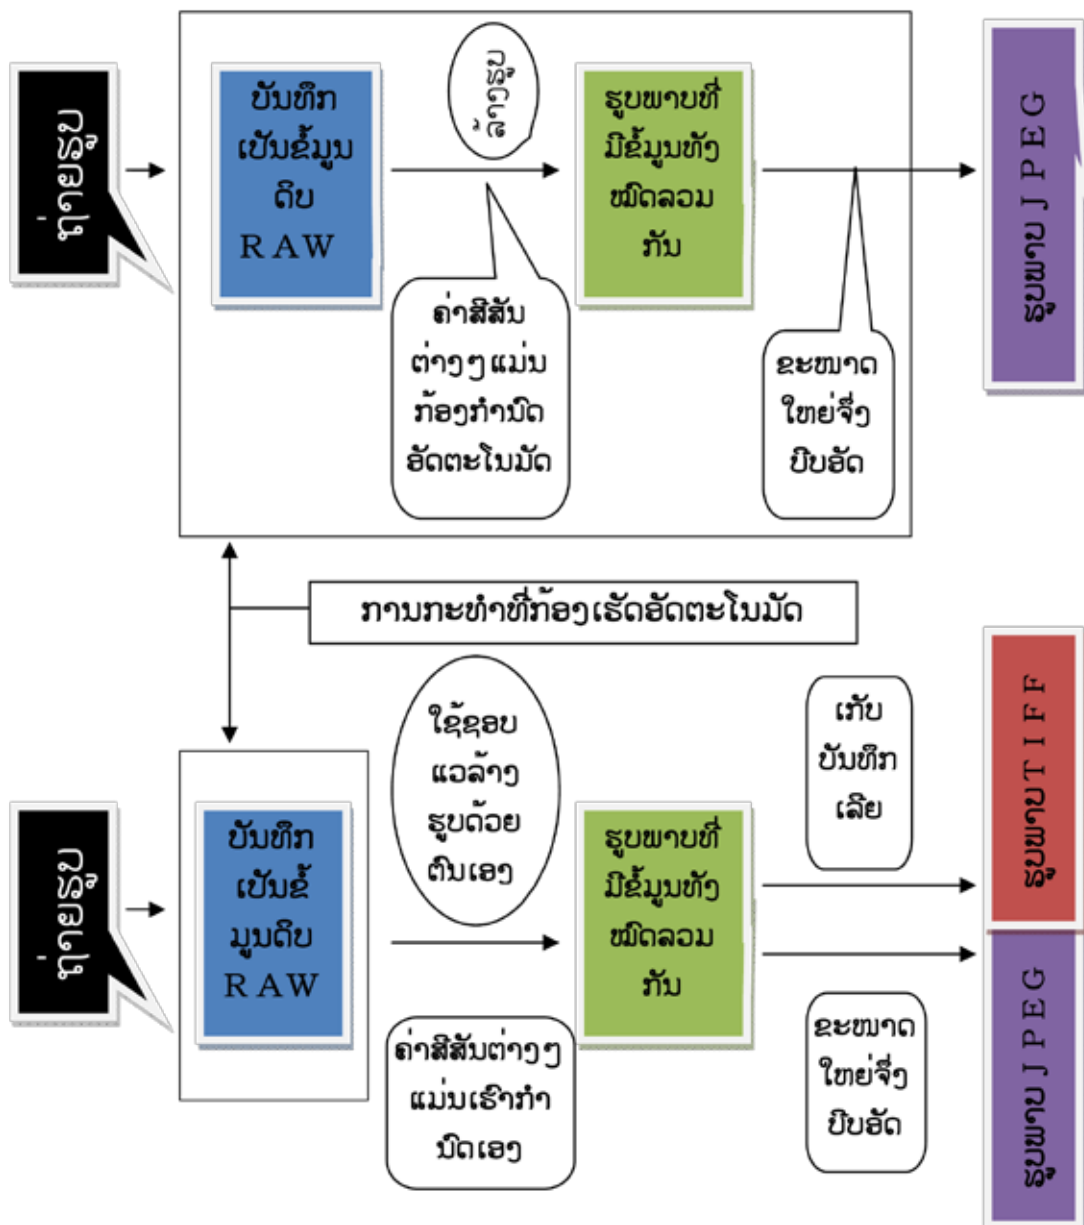 ຖ່າຍຮູບ
ບັນທຶກ
ເປັນຂໍ້ມູນ
ດິບ
RAW
ລ້າງຮູບ
ຄ່າສີສັນ
ຕ່າງໆແມ່ນ
ກ້ອງກຳນົດ
ອັດຕະໂນມັດ
ຮູບພາບທີ່
ມີຂໍ້ມູນທັງ
ໝົດລວມ
ກັນ
ຂະໜາດ
ໃຫຍ່ຈຶ່ງ
ບີບອັດ
ຮູບພາບ JPEG
ການກະທຳທີ່ກ້ອງເຮັດອັດຕະໂນມັດ
ຖ່າຍຮູບ
ບັນທຶກ
ເປັນຂໍ້
ມູນດິບ
RAW
ໃຊ້ຊອບ
ແວລ້າງ
ຮູບດ້ວຍ
ຕົນເອງ
ຄ່າສີສັນຕ່າງໆ
ແມ່ນເຮົາກຳ
ນົດເອງ
ຮູບພາບທີ່
ມີຂໍ້ມູນທັງ
ໝົດລວມ
ກັນ
ເກັບ
ບັນທຶກ
ເລີຍ
ຂະໜາດ
ໃຫຍ່ຈຶ່ງ
ບີບອັດ
ຮູບພາບ TIFF
ຮູບພາບ JPEG